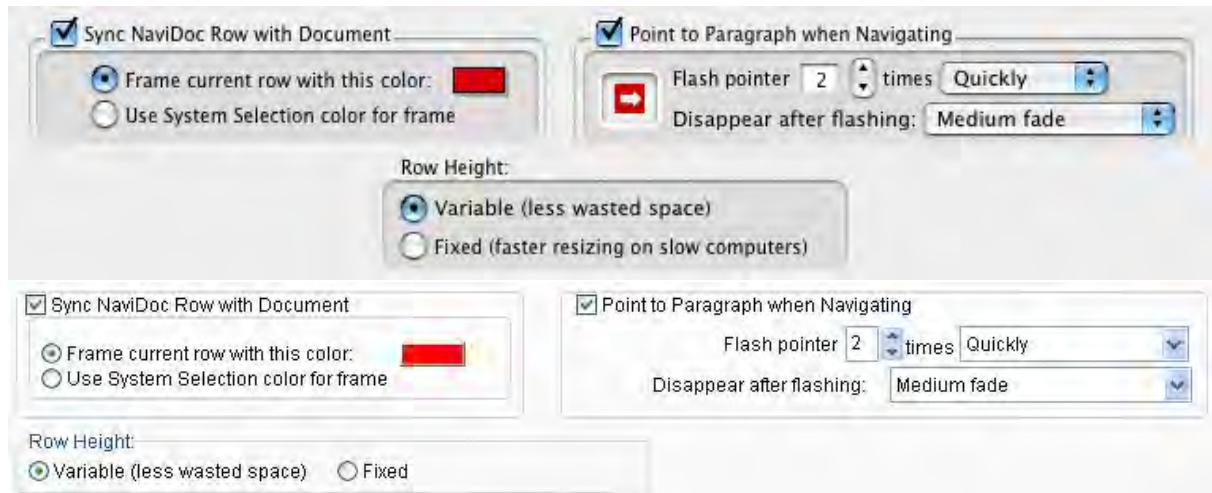 Sync NaviDoc Row with Document
Frame current row with this color:
Use System Selection color for frame
Point to Paragraph when Navigating
Flash pointer 2 times Quickly
Disappear after flashing: Medium fade
Row Height:
Variable (less wasted space)
Fixed (faster resizing on slow computers)
Sync NaviDoc Row with Document
Frame current row with this color:
Use System Selection color for frame
Point to Paragraph when Navigating
Flash pointer 2 times Quickly
Disappear after flashing: Medium fade
Row Height:
Variable (less wasted space) Fixed